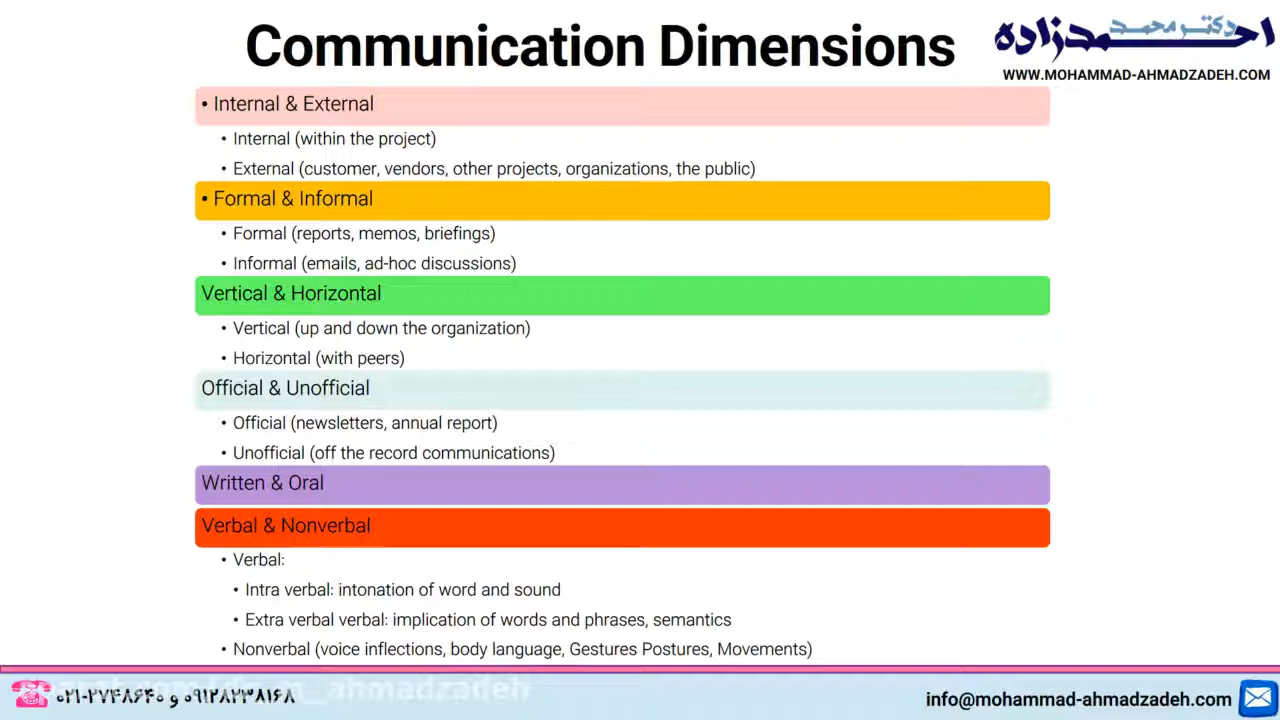 Communication Dimensions
دکتر محمد احمدزاده
WWW.MOHAMMAD-AHMADZADEH.COM
• Internal & External
• Internal (within the project)
• External (customer, vendors, other projects, organizations, the public)
• Formal & Informal
• Formal (reports, memos, briefings)
• Informal (emails, ad-hoc discussions)
Vertical & Horizontal
• Vertical (up and down the organization)
• Horizontal (with peers)
Official & Unofficial
• Official (newsletters, annual report)
• Unofficial (off the record communications)
Written & Oral
Verbal & Nonverbal
• Verbal:
• Intra verbal: intonation of word and sound
• Extra verbal verbal: implication of words and phrases, semantics
• Nonverbal (voice inflections, body language, Gestures Postures, Movements)
۰۹۱۲۸۲۳۸۱۶۸ و ۰۲۱-۲۷۴۸۶۴۰
ahmadzadeh
info@mohammad-ahmadzadeh.com